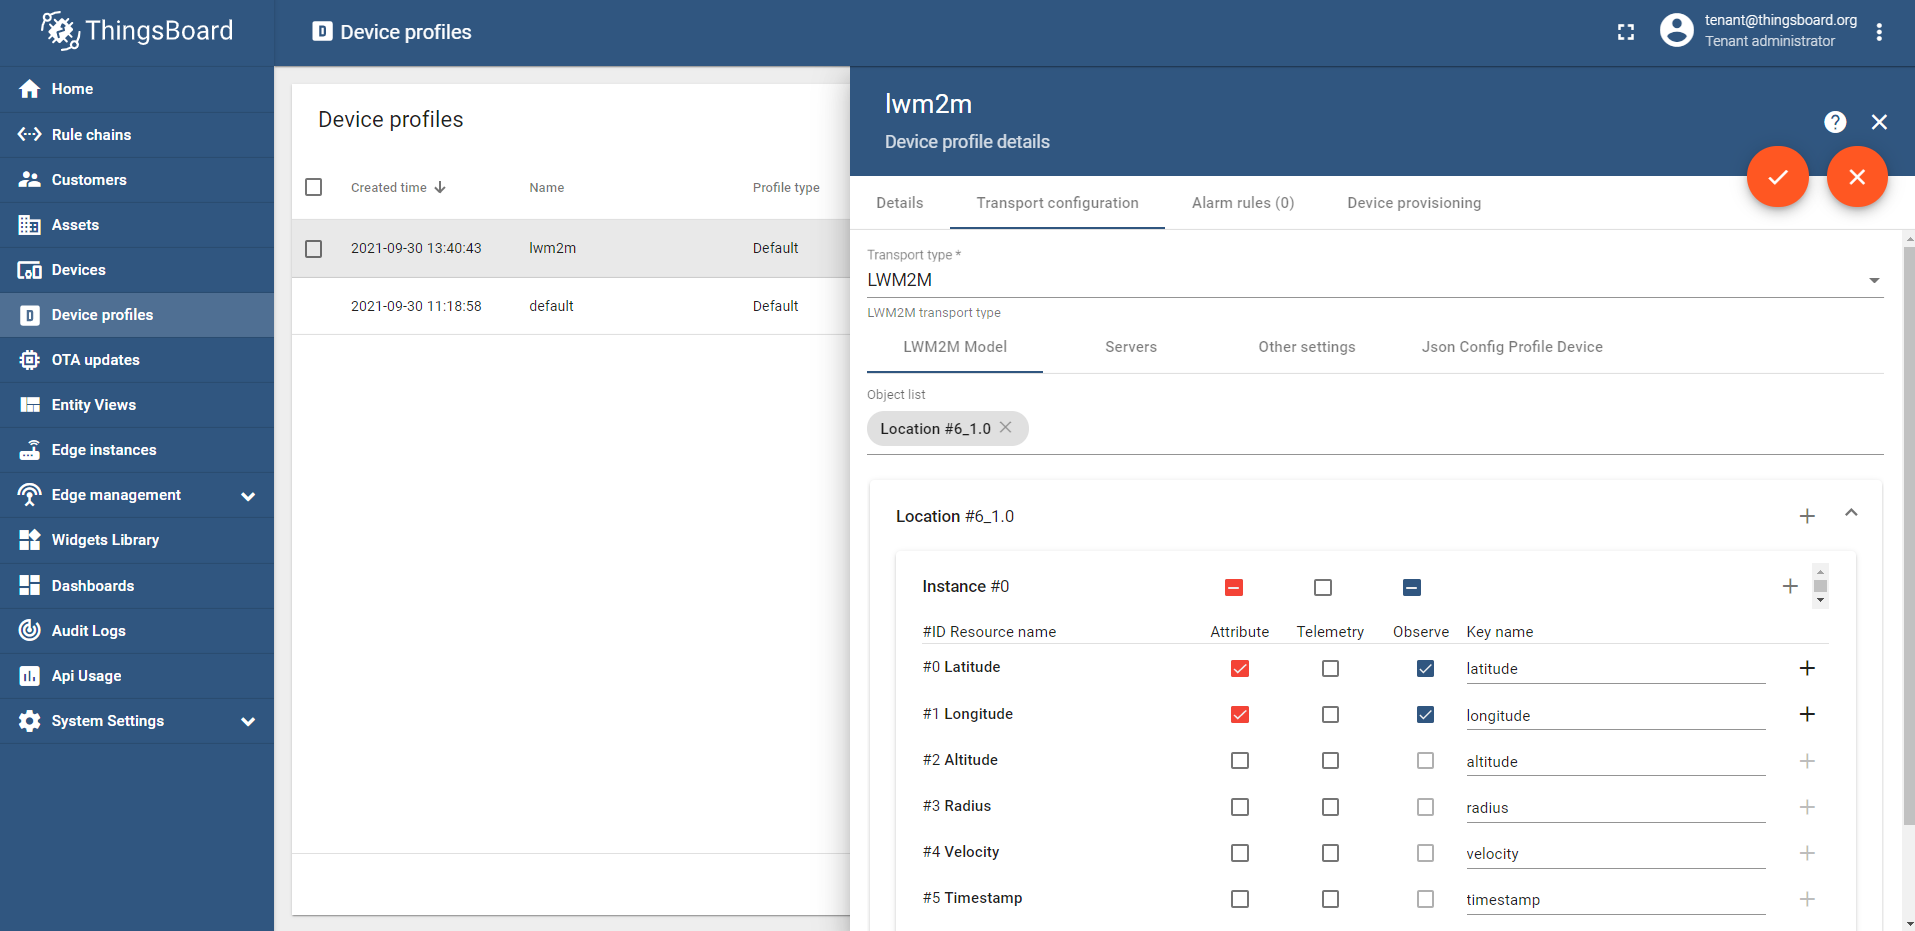 ThingsBoard
Device profiles
tenant@thingsboard.org
Tenant administrator
Home
Rule chains
Customers
Assets
Devices
Device profiles
OTA updates
Entity Views
Edge instances
Edge management
Widgets Library
Dashboards
Audit Logs
Api Usage
System Settings
Device profiles
Created time Name Profile type
2021-09-30 13:40:43 lwm2m Default
2021-09-30 11:18:58 default Default
lwm2m
Device profile details
Details Transport configuration Alarm rules (0) Device provisioning
Transport type *
LWM2M
LWM2M transport type
LWM2M Model Servers Other settings Json Config Profile Device
Object list
Location #6_1.0
Location #6_1.0
Instance #0
#ID Resource name Attribute Telemetry Observe Key name
#0 Latitude latitude
#1 Longitude longitude
#2 Altitude altitude
#3 Radius radius
#4 Velocity velocity
#5 Timestamp timestamp